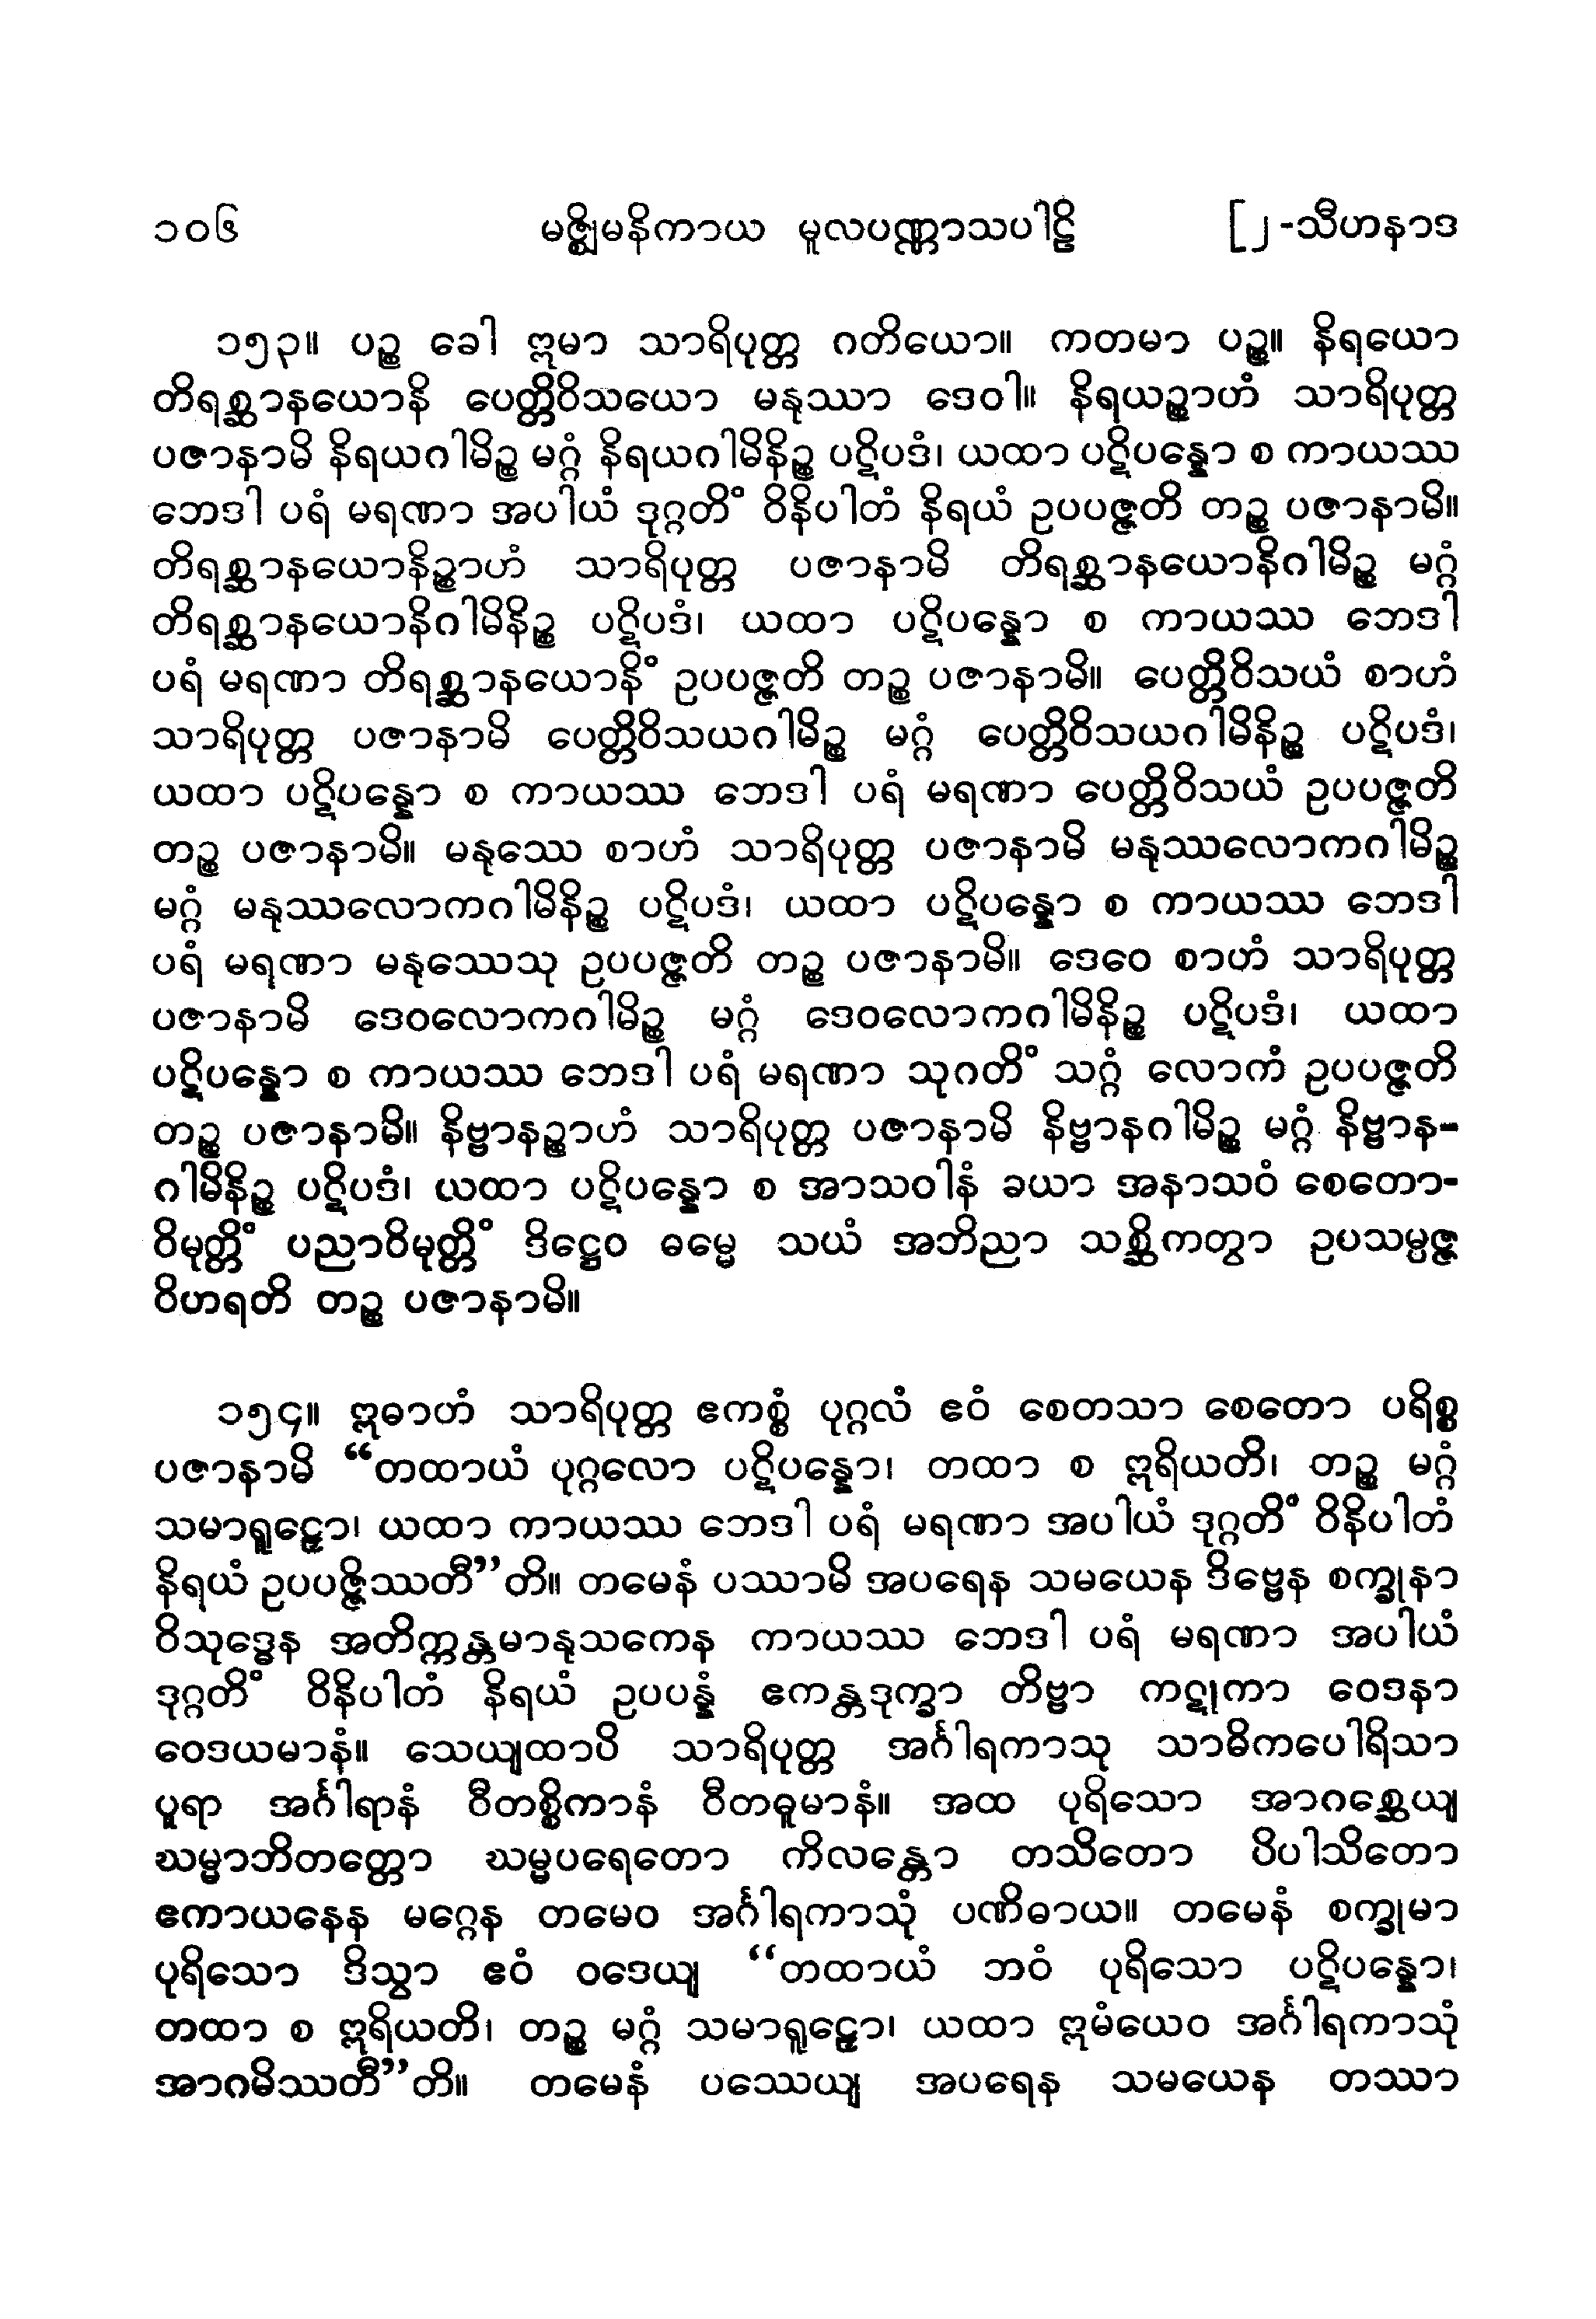 ၁၀၆ မဇ္ဈိမနိကာယ မူလပဏ္ဏာသပါဠိ [၂-သီဟနာဒ
၁၅၃။ ပဉ္စ ခေါ ဣမာ သာရိပုတ္တ ဂတိယော။ ကတမာ ပဉ္စ။ နိရယော
တိရစ္ဆာနယောနိ ပေတ္တိဝိသယော မနုဿာ ဒေဝါ။ နိရယဉ္စာဟံ သာရိပုတ္တ
ပဇာနာမိ နိရယဂါမိဉ္စ မဂ္ဂံ နိရယဂါမိနိဉ္စ ပဋိပဒံ၊ ယထာ ပဋိပန္နော စ ကာယဿ
ဘေဒါ ပရံ မရဏာ အပါယံ ဒုဂ္ဂတိံ ဝိနိပါတံ နိရယံ ဥပပဇ္ဇတိ တဉ္စ ပဇာနာမိ။
တိရစ္ဆာနယောနိဉ္စာဟံ သာရိပုတ္တ ပဇာနာမိ တိရစ္ဆာနယောနိဂါမိဉ္စ မဂ္ဂံ
တိရစ္ဆာနယောနိဂါမိနိဉ္စ ပဋိပဒံ၊ ယထာ ပဋိပန္နော စ ကာယဿ ဘေဒါ
ပရံ မရဏာ တိရစ္ဆာနယောနိံ ဥပပဇ္ဇတိ တဉ္စ ပဇာနာမိ။ ပေတ္တိဝိသယံ စာဟံ
သာရိပုတ္တ ပဇာနာမိ ပေတ္တိဝိသယဂါမိဉ္စ မဂ္ဂံ ပေတ္တိဝိသယဂါမိနိဉ္စ ပဋိပဒံ၊
ယထာ ပဋိပန္နော စ ကာယဿ ဘေဒါ ပရံ မရဏာ ပေတ္တိဝိသယံ ဥပပဇ္ဇတိ
တဉ္စ ပဇာနာမိ။ မနုဿေ စာဟံ သာရိပုတ္တ ပဇာနာမိ မနုဿလောကဂါမိဉ္စ
မဂ္ဂံ မနုဿလောကဂါမိနိဉ္စ ပဋိပဒံ၊ ယထာ ပဋိပန္နော စ ကာယဿ ဘေဒါ
ပရံ မရဏာ မနုဿေသု ဥပပဇ္ဇတိ တဉ္စ ပဇာနာမိ။ ဒေဝေ စာဟံ သာရိပုတ္တ
ပဇာနာမိ ဒေဝလောကဂါမိဉ္စ မဂ္ဂံ ဒေဝလောကဂါမိနိဉ္စ ပဋိပဒံ၊ ယထာ
ပဋိပန္နော စ ကာယဿ ဘေဒါ ပရံ မရဏာ သုဂတိံ သဂ္ဂံ လောကံ ဥပပဇ္ဇတိ
တဉ္စ ပဇာနာမိ။ နိဗ္ဗာနဉ္စာဟံ သာရိပုတ္တ ပဇာနာမိ နိဗ္ဗာနဂါမိဉ္စ မဂ္ဂံ နိဗ္ဗာန-
ဂါမိနိဉ္စ ပဋိပဒံ၊ ယထာ ပဋိပန္နော စ အာသဝါနံ ခယာ အနာသဝံ စေတော-
ဝိမုတ္တိံ ပညာဝိမုတ္တိံ ဒိဋ္ဌေဝ ဓမ္မေ သယံ အဘိညာ သစ္ဆိကတွာ ဥပသမ္ပဇ္ဇ
ဝိဟရတိ တဉ္စ ပဇာနာမိ။
၁၅၄။ ဣဓာဟံ သာရိပုတ္တ ဧကစ္စံ ပုဂ္ဂလံ ဧဝံ စေတသာ စေတော ပရိစ္စ
ပဇာနာမိ “တထာယံ ပုဂ္ဂလော ပဋိပန္နော၊ တထာ စ ဣရိယတိ၊ တဉ္စ မဂ္ဂံ
သမာရူဠှော၊ ယထာ ကာယဿ ဘေဒါ ပရံ မရဏာ အပါယံ ဒုဂ္ဂတိံ ဝိနိပါတံ
နိရယံ ဥပပဇ္ဇိဿတီ”တိ။ တမေနံ ပဿာမိ အပရေန သမယေန ဒိဗ္ဗေန စက္ခုနာ
ဝိသုဒ္ဓေန အတိက္ကန္တမာနုသကေန ကာယဿ ဘေဒါ ပရံ မရဏာ အပါယံ
ဒုဂ္ဂတိံ ဝိနိပါတံ နိရယံ ဥပပန္နံ ဧကန္တဒုက္ခာ တိဗ္ဗာ ကဋုကာ ဝေဒနာ
ဝေဒယမာနံ။ သေယျထာပိ သာရိပုတ္တ အင်္ဂါရကာသု သာဓိကပေါရိသာ
ပူရာ အင်္ဂါရာနံ ဝီတစ္စိကာနံ ဝီတဓူမာနံ။ အထ ပုရိသော အာဂစ္ဆေယျ
ဃမ္မာဘိတတ္တော ဃမ္မပရေတော ကိလန္တော တသိတော ပိပါသိတော
ဧကာယနေန မဂ္ဂေန တမေဝ အင်္ဂါရကာသုံ ပဏိဓာယ။ တမေနံ စက္ခုမာ
ပုရိသော ဒိသွာ ဧဝံ ဝဒေယျ “တထာယံ ဘဝံ ပုရိသော ပဋိပန္နော၊
တထာ စ ဣရိယတိ၊ တဉ္စ မဂ္ဂံ သမာရူဠှော၊ ယထာ ဣမံယေဝ အင်္ဂါရကာသုံ
အာဂမိဿတီ”တိ။ တမေနံ ပဿေယျ အပရေန သမယေန တဿာ